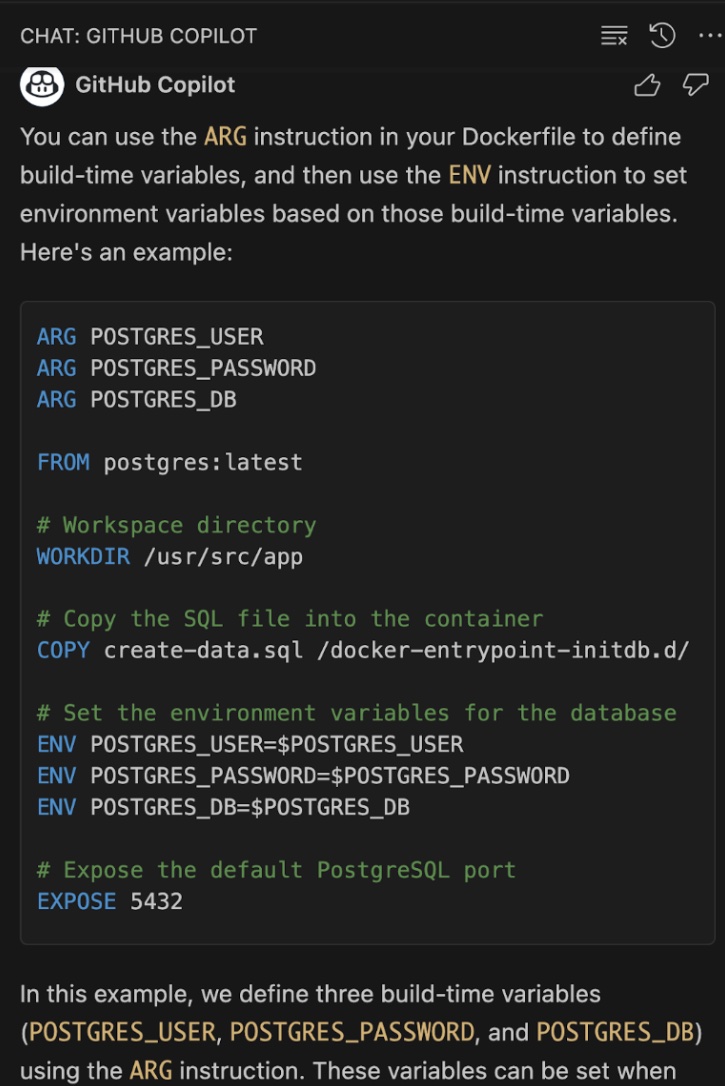 CHAT: GITHUB COPILOT
GitHub Copilot
You can use the ARG instruction in your Dockerfile to define
build-time variables, and then use the ENV instruction to set
environment variables based on those build-time variables.
Here's an example:
ARG POSTGRES_USER
ARG POSTGRES_PASSWORD
ARG POSTGRES_DB
FROM postgres:latest
# Workspace directory
WORKDIR /usr/src/app
# Copy the SQL file into the container
COPY create-data.sql /docker-entrypoint-initdb.d/
# Set the environment variables for the database
ENV POSTGRES_USER=$POSTGRES_USER
ENV POSTGRES_PASSWORD=$POSTGRES_PASSWORD
ENV POSTGRES_DB=$POSTGRES_DB
# Expose the default PostgreSQL port
EXPOSE 5432
In this example, we define three build-time variables
(POSTGRES_USER, POSTGRES_PASSWORD, and POSTGRES_DB)
using the ARG instruction. These variables can be set when